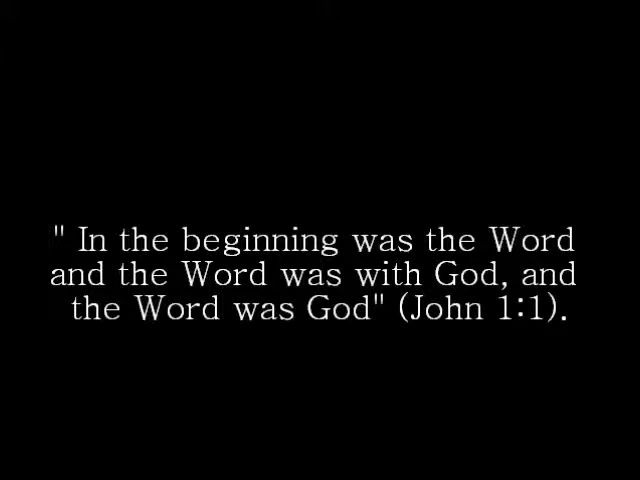 " In the beginning was the Word
and the Word was with God, and
the Word was God" (John 1:1).